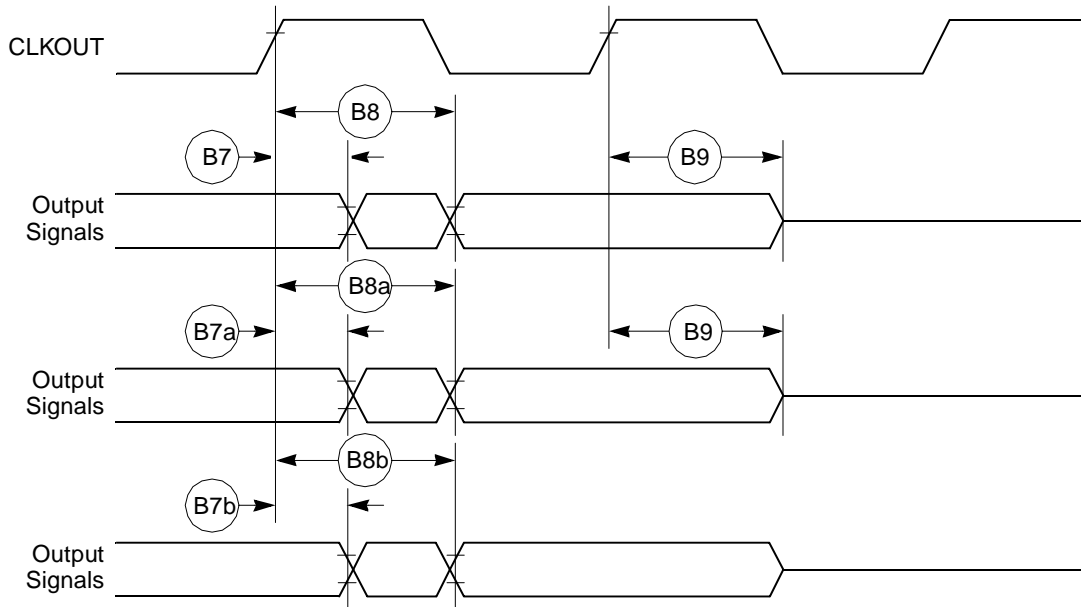 CLKOUT
B8
B7
B9
Output
Signals
B8a
B7a
B9
Output
Signals
B8b
B7b
Output
Signals